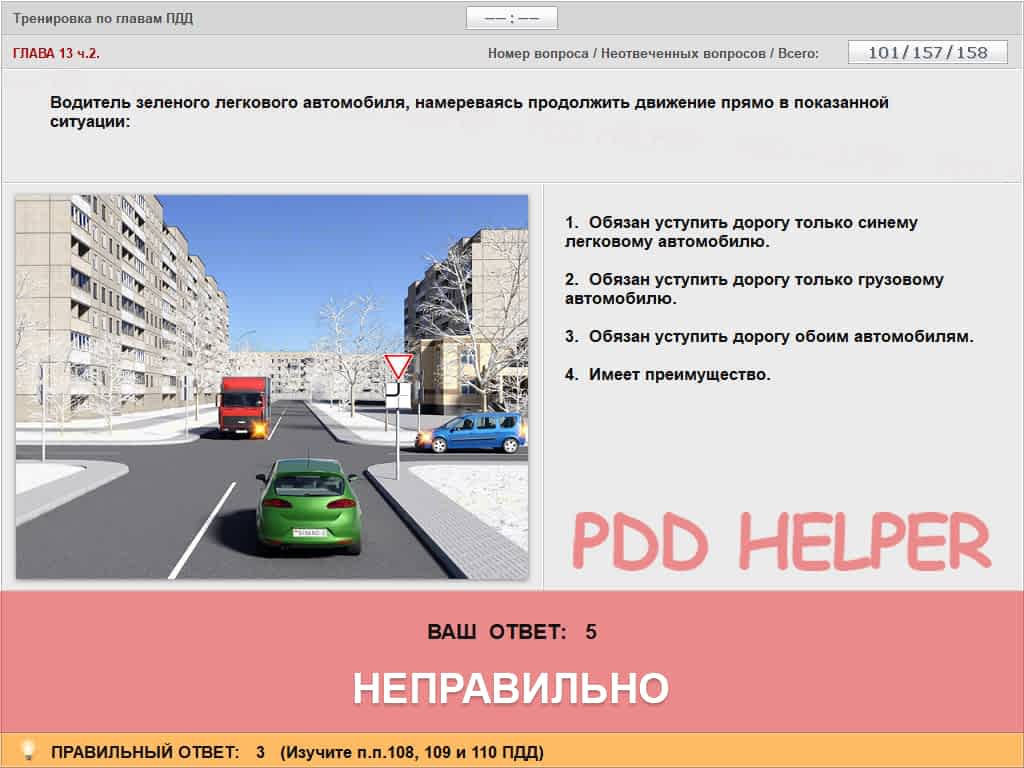 Тренировка по главам ПДД
—— : ——
ГЛАВА 13 ч.2.
Номер вопроса / Неотвеченных вопросов / Всего:
101/157/158
Водитель зеленого легкового автомобиля, намереваясь продолжить движение прямо в показанной
ситуации:
1. Обязан уступить дорогу только синему
легковому автомобилю.
2. Обязан уступить дорогу только грузовому
автомобилю.
3. Обязан уступить дорогу обоим автомобилям.
4. Имеет преимущество.
PDD HELPER
ВАШ ОТВЕТ: 5
НЕПРАВИЛЬНО
ПРАВИЛЬНЫЙ ОТВЕТ: 3 (Изучите п.п.108, 109 и 110 ПДД)